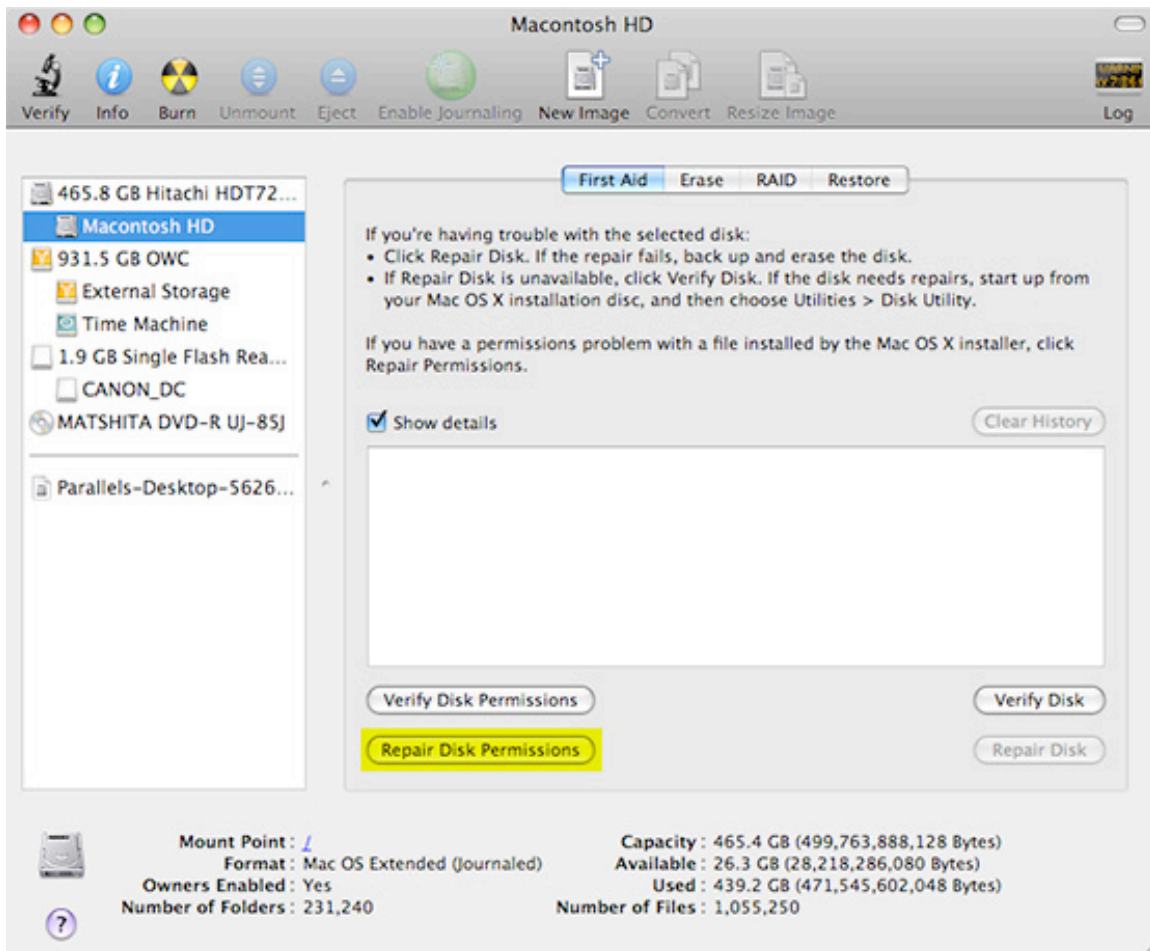 Macontosh HD
Verify Info Burn Unmount Eject Enable Journaling New Image Convert Resize Image Log
465.8 GB Hitachi HDT72...
Macontosh HD
931.5 GB OWC
External Storage
Time Machine
1.9 GB Single Flash Rea...
CANON_DC
MATSHITA DVD-R UJ-85J
Parallels-Desktop-5626...
First Aid Erase RAID Restore
If you're having trouble with the selected disk:
• Click Repair Disk. If the repair fails, back up and erase the disk.
• If Repair Disk is unavailable, click Verify Disk. If the disk needs repairs, start up from
your Mac OS X installation disc, and then choose Utilities > Disk Utility.
If you have a permissions problem with a file installed by the Mac OS X installer, click
Repair Permissions.
Show details Clear History
Verify Disk Permissions Verify Disk
Repair Disk Permissions Repair Disk
Mount Point : / Capacity : 465.4 GB (499,763,888,128 Bytes)
Format : Mac OS Extended (Journaled) Available : 26.3 GB (28,218,286,080 Bytes)
Owners Enabled : Yes Used : 439.2 GB (471,545,602,048 Bytes)
Number of Folders : 231,240 Number of Files : 1,055,250
?